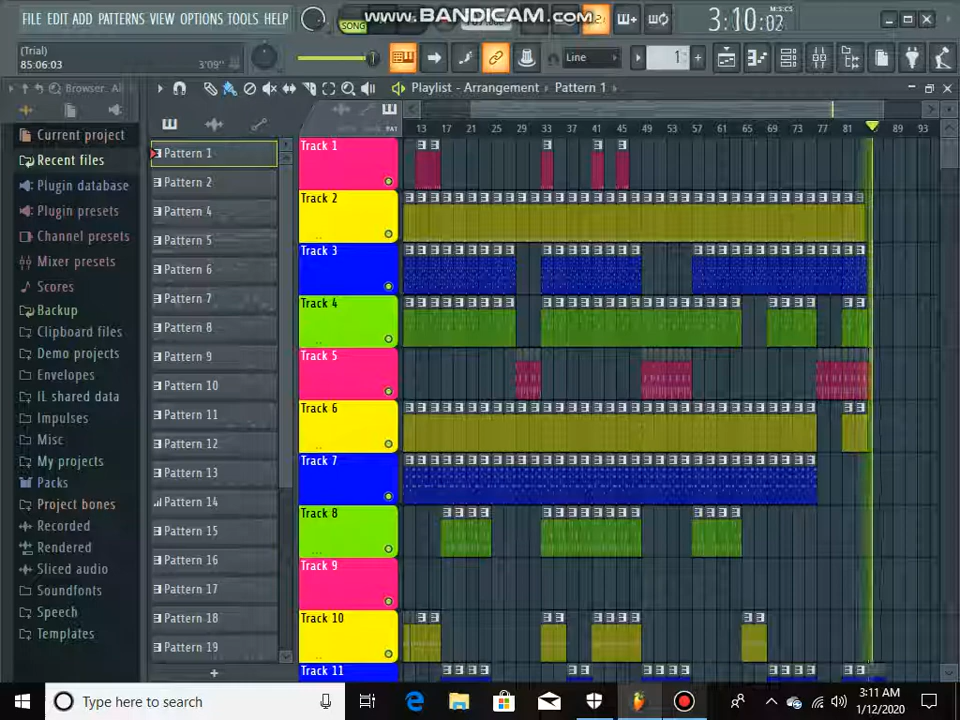 FILE EDIT ADD PATTERNS VIEW OPTIONS TOOLS HELP
SONG
www.BANDICAM.com
3:10:02
M:S:CS
(Trial)
85:06:03
3'09"
Line
1
Browser: All
Playlist - Arrangement
Pattern 1
PAT
13 17 21 25 29 33 37 41 45 49 53 57 61 65 69 73 77 81 89 93
Current project
Recent files
Plugin database
Plugin presets
Channel presets
Mixer presets
Scores
Backup
Clipboard files
Demo projects
Envelopes
IL shared data
Impulses
Misc
My projects
Packs
Project bones
Recorded
Rendered
Sliced audio
Soundfonts
Speech
Templates
Pattern 1
Pattern 2
Pattern 4
Pattern 5
Pattern 6
Pattern 7
Pattern 8
Pattern 9
Pattern 10
Pattern 11
Pattern 12
Pattern 13
Pattern 14
Pattern 15
Pattern 16
Pattern 17
Pattern 18
Pattern 19
+
Track 1
Track 2
Track 3
Track 4
Track 5
Track 6
Track 7
Track 8
Track 9
Track 10
Track 11
Type here to search
3:11 AM
1/12/2020